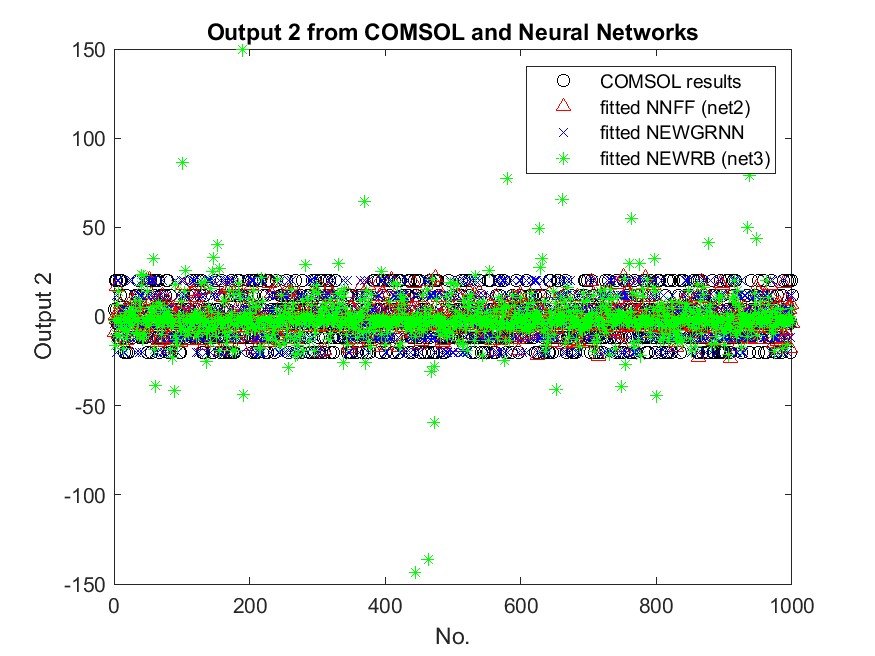 Output 2 from COMSOL and Neural Networks
150
100
50
0
-50
-100
-150
Output 2
COMSOL results
fitted NNFF (net2)
fitted NEWGRNN
fitted NEWRB (net3)
0 200 400 600 800 1000
No.